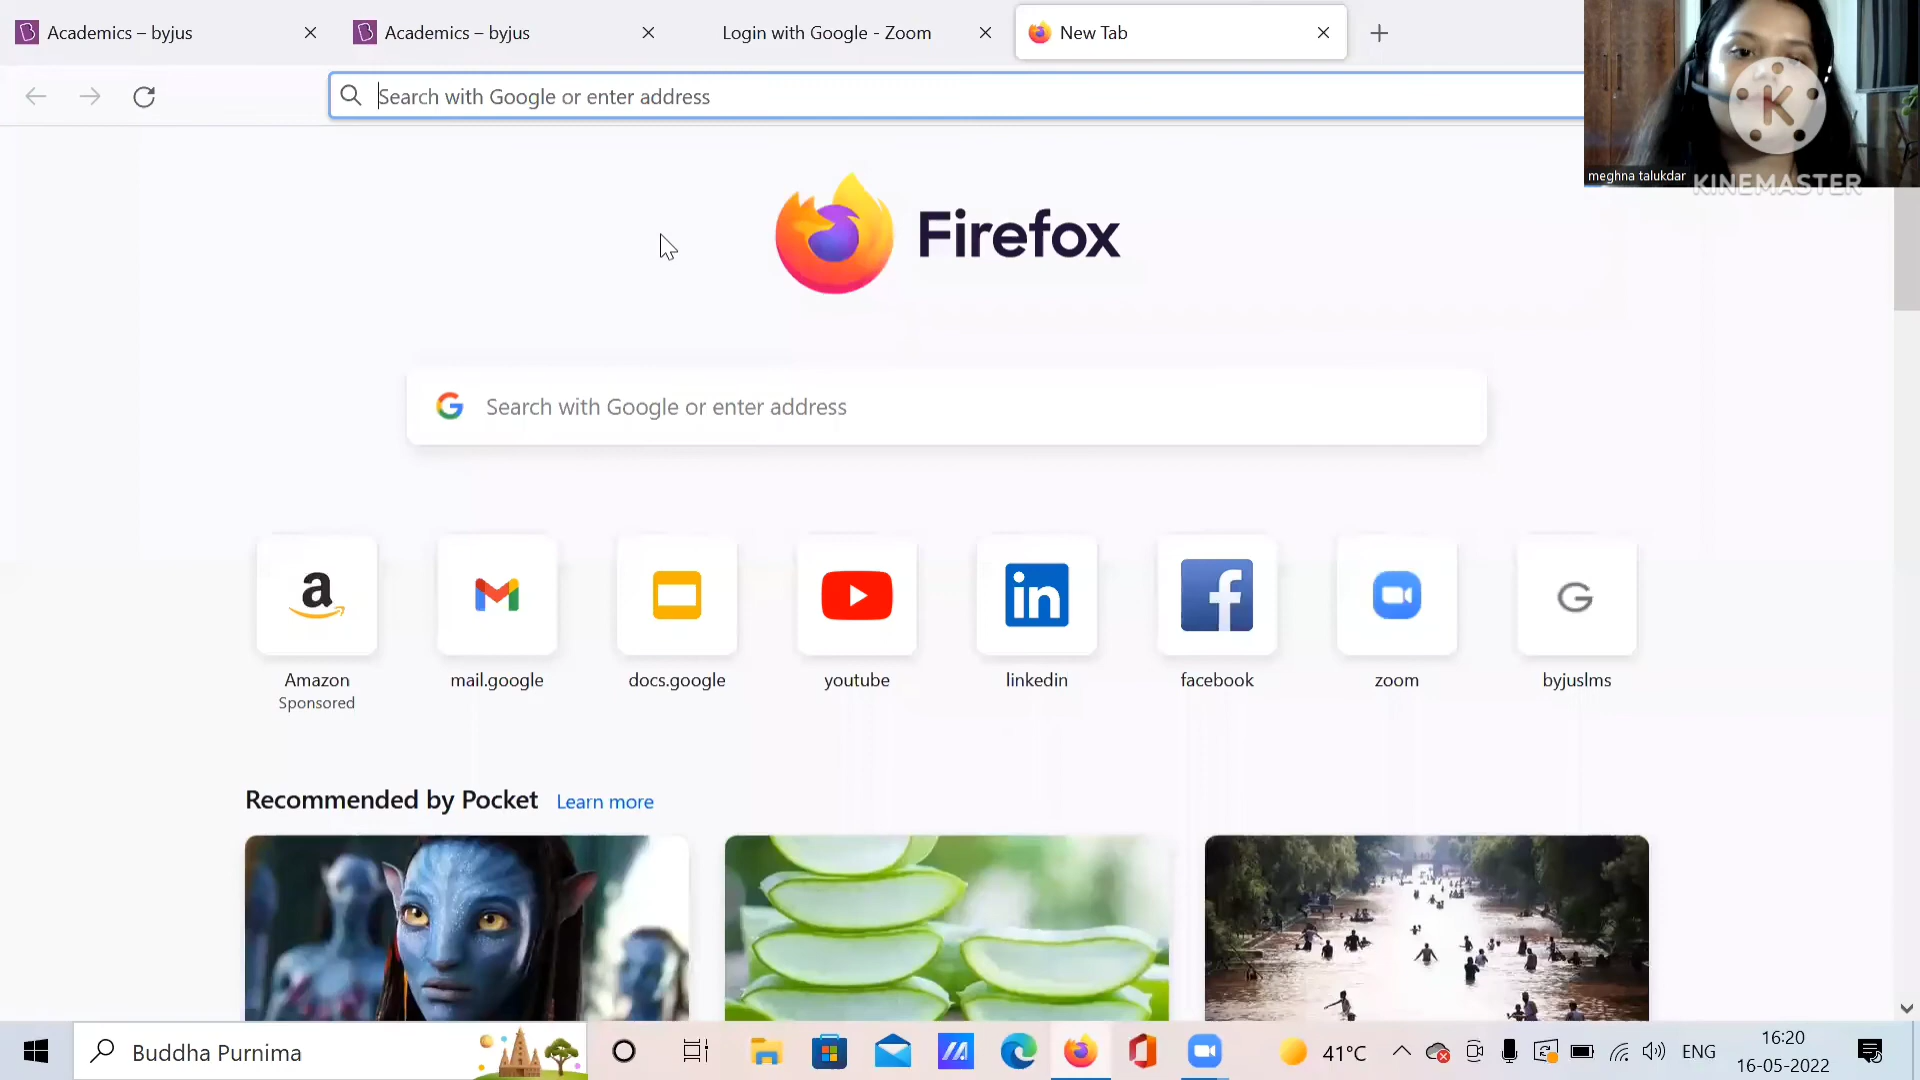 Academics – byjus
Academics – byjus
Login with Google - Zoom
New Tab
Search with Google or enter address
meghna talukdar
KINEMASTER
Firefox
Search with Google or enter address
Amazon
Sponsored
mail.google
docs.google
youtube
linkedin
facebook
zoom
byjuslms
Recommended by Pocket Learn more
Buddha Purnima
41°C
ENG
16:20
16-05-2022